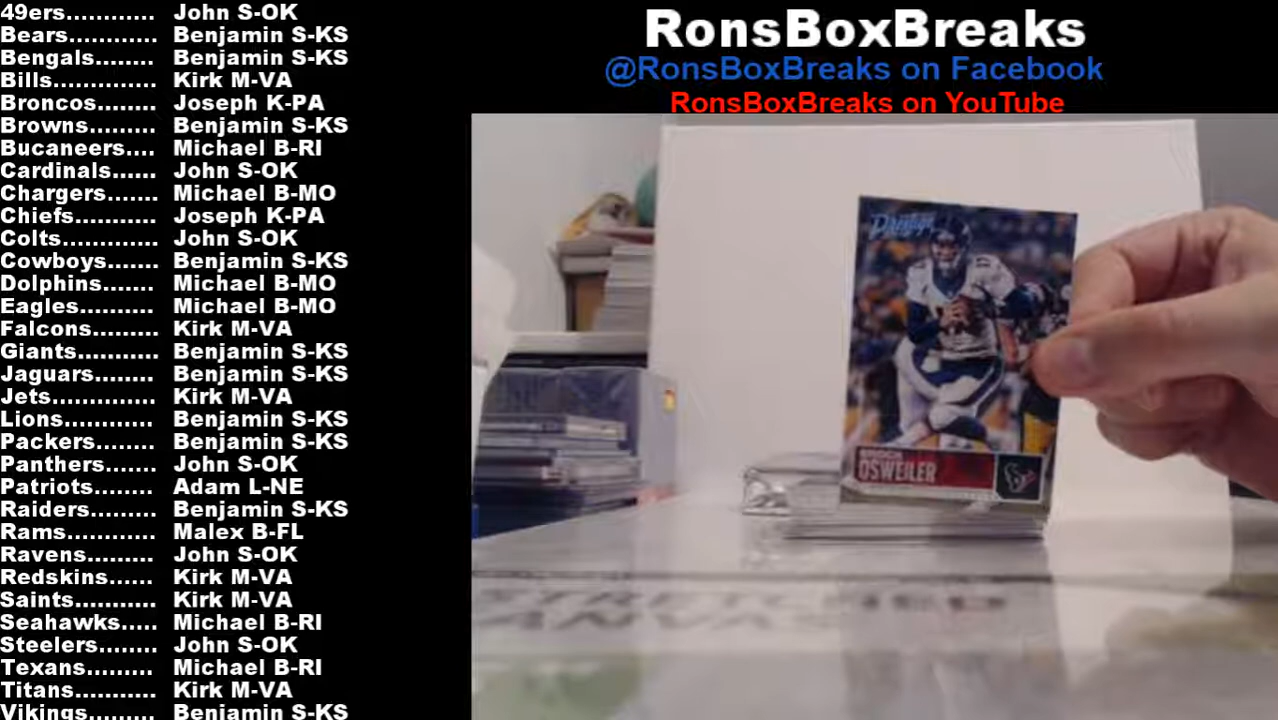 49ers............ John S-OK
Bears............ Benjamin S-KS
Bengals........ Benjamin S-KS
Bills............. Kirk M-VA
Broncos........ Joseph K-PA
Browns......... Benjamin S-KS
Bucaneers.... Michael B-RI
Cardinals...... John S-OK
Chargers....... Michael B-MO
Chiefs........... Joseph K-PA
Colts............. John S-OK
Cowboys....... Benjamin S-KS
Dolphins........ Michael B-MO
Eagles.......... Michael B-MO
Falcons......... Kirk M-VA
Giants........... Benjamin S-KS
Jaguars........ Benjamin S-KS
Jets.............. Kirk M-VA
Lions............ Benjamin S-KS
Packers........ Benjamin S-KS
Panthers....... John S-OK
Patriots......... Adam L-NE
Raiders......... Benjamin S-KS
Rams............ Malex B-FL
Ravens......... John S-OK
Redskins...... Kirk M-VA
Saints........... Kirk M-VA
Seahawks..... Michael B-RI
Steelers........ John S-OK
Texans......... Michael B-RI
Titans........... Kirk M-VA
Vikings......... Benjamin S-KS
RonsBoxBreaks
@RonsBoxBreaks on Facebook
RonsBoxBreaks on YouTube
Prestige
BROCK
OSWEILER